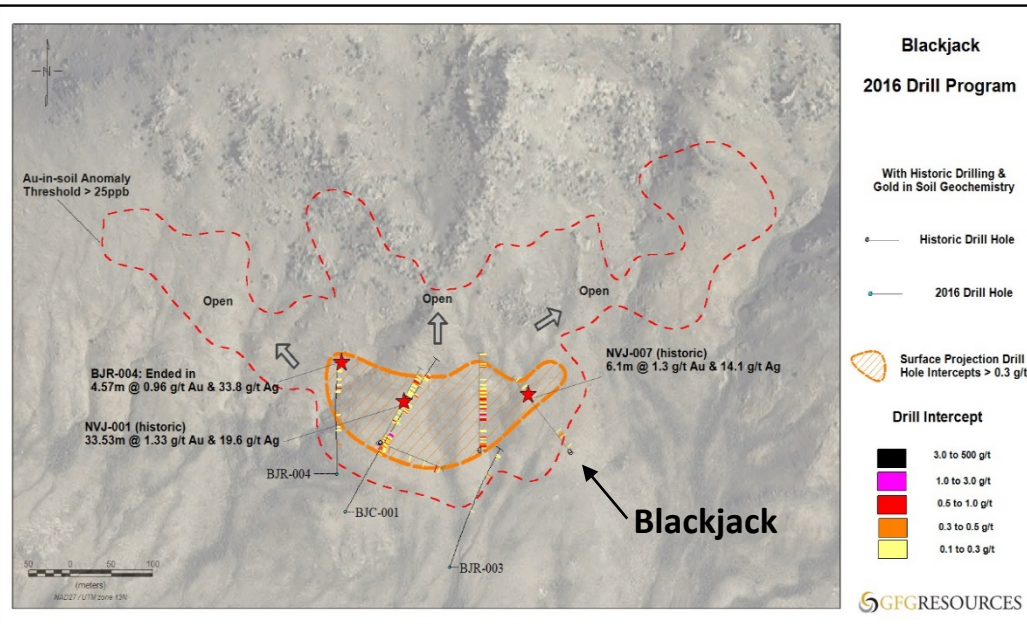 Blackjack
2016 Drill Program
N
Au-in-soil Anomaly
Threshold > 25ppb
With Historic Drilling &
Gold in Soil Geochemistry
Historic Drill Hole
2016 Drill Hole
Open
Open
Open
BJR-004: Ended in
4.57m @ 0.96 g/t Au & 33.8 g/t Ag
NVJ-001 (historic)
33.53m @ 1.33 g/t Au & 19.6 g/t Ag
NVJ-007 (historic)
6.1m @ 1.3 g/t Au & 14.1 g/t Ag
Surface Projection Drill
Hole Intercepts > 0.3 g/t
BJR-004
BJC-001
BJR-003
Blackjack
Drill Intercept
3.0 to 500 g/t
1.0 to 3.0 g/t
0.5 to 1.0 g/t
0.3 to 0.5 g/t
0.1 to 0.3 g/t
50 0 50 100
(meters)
NAD27 / UTM zone 13N
GFGRESOURCES